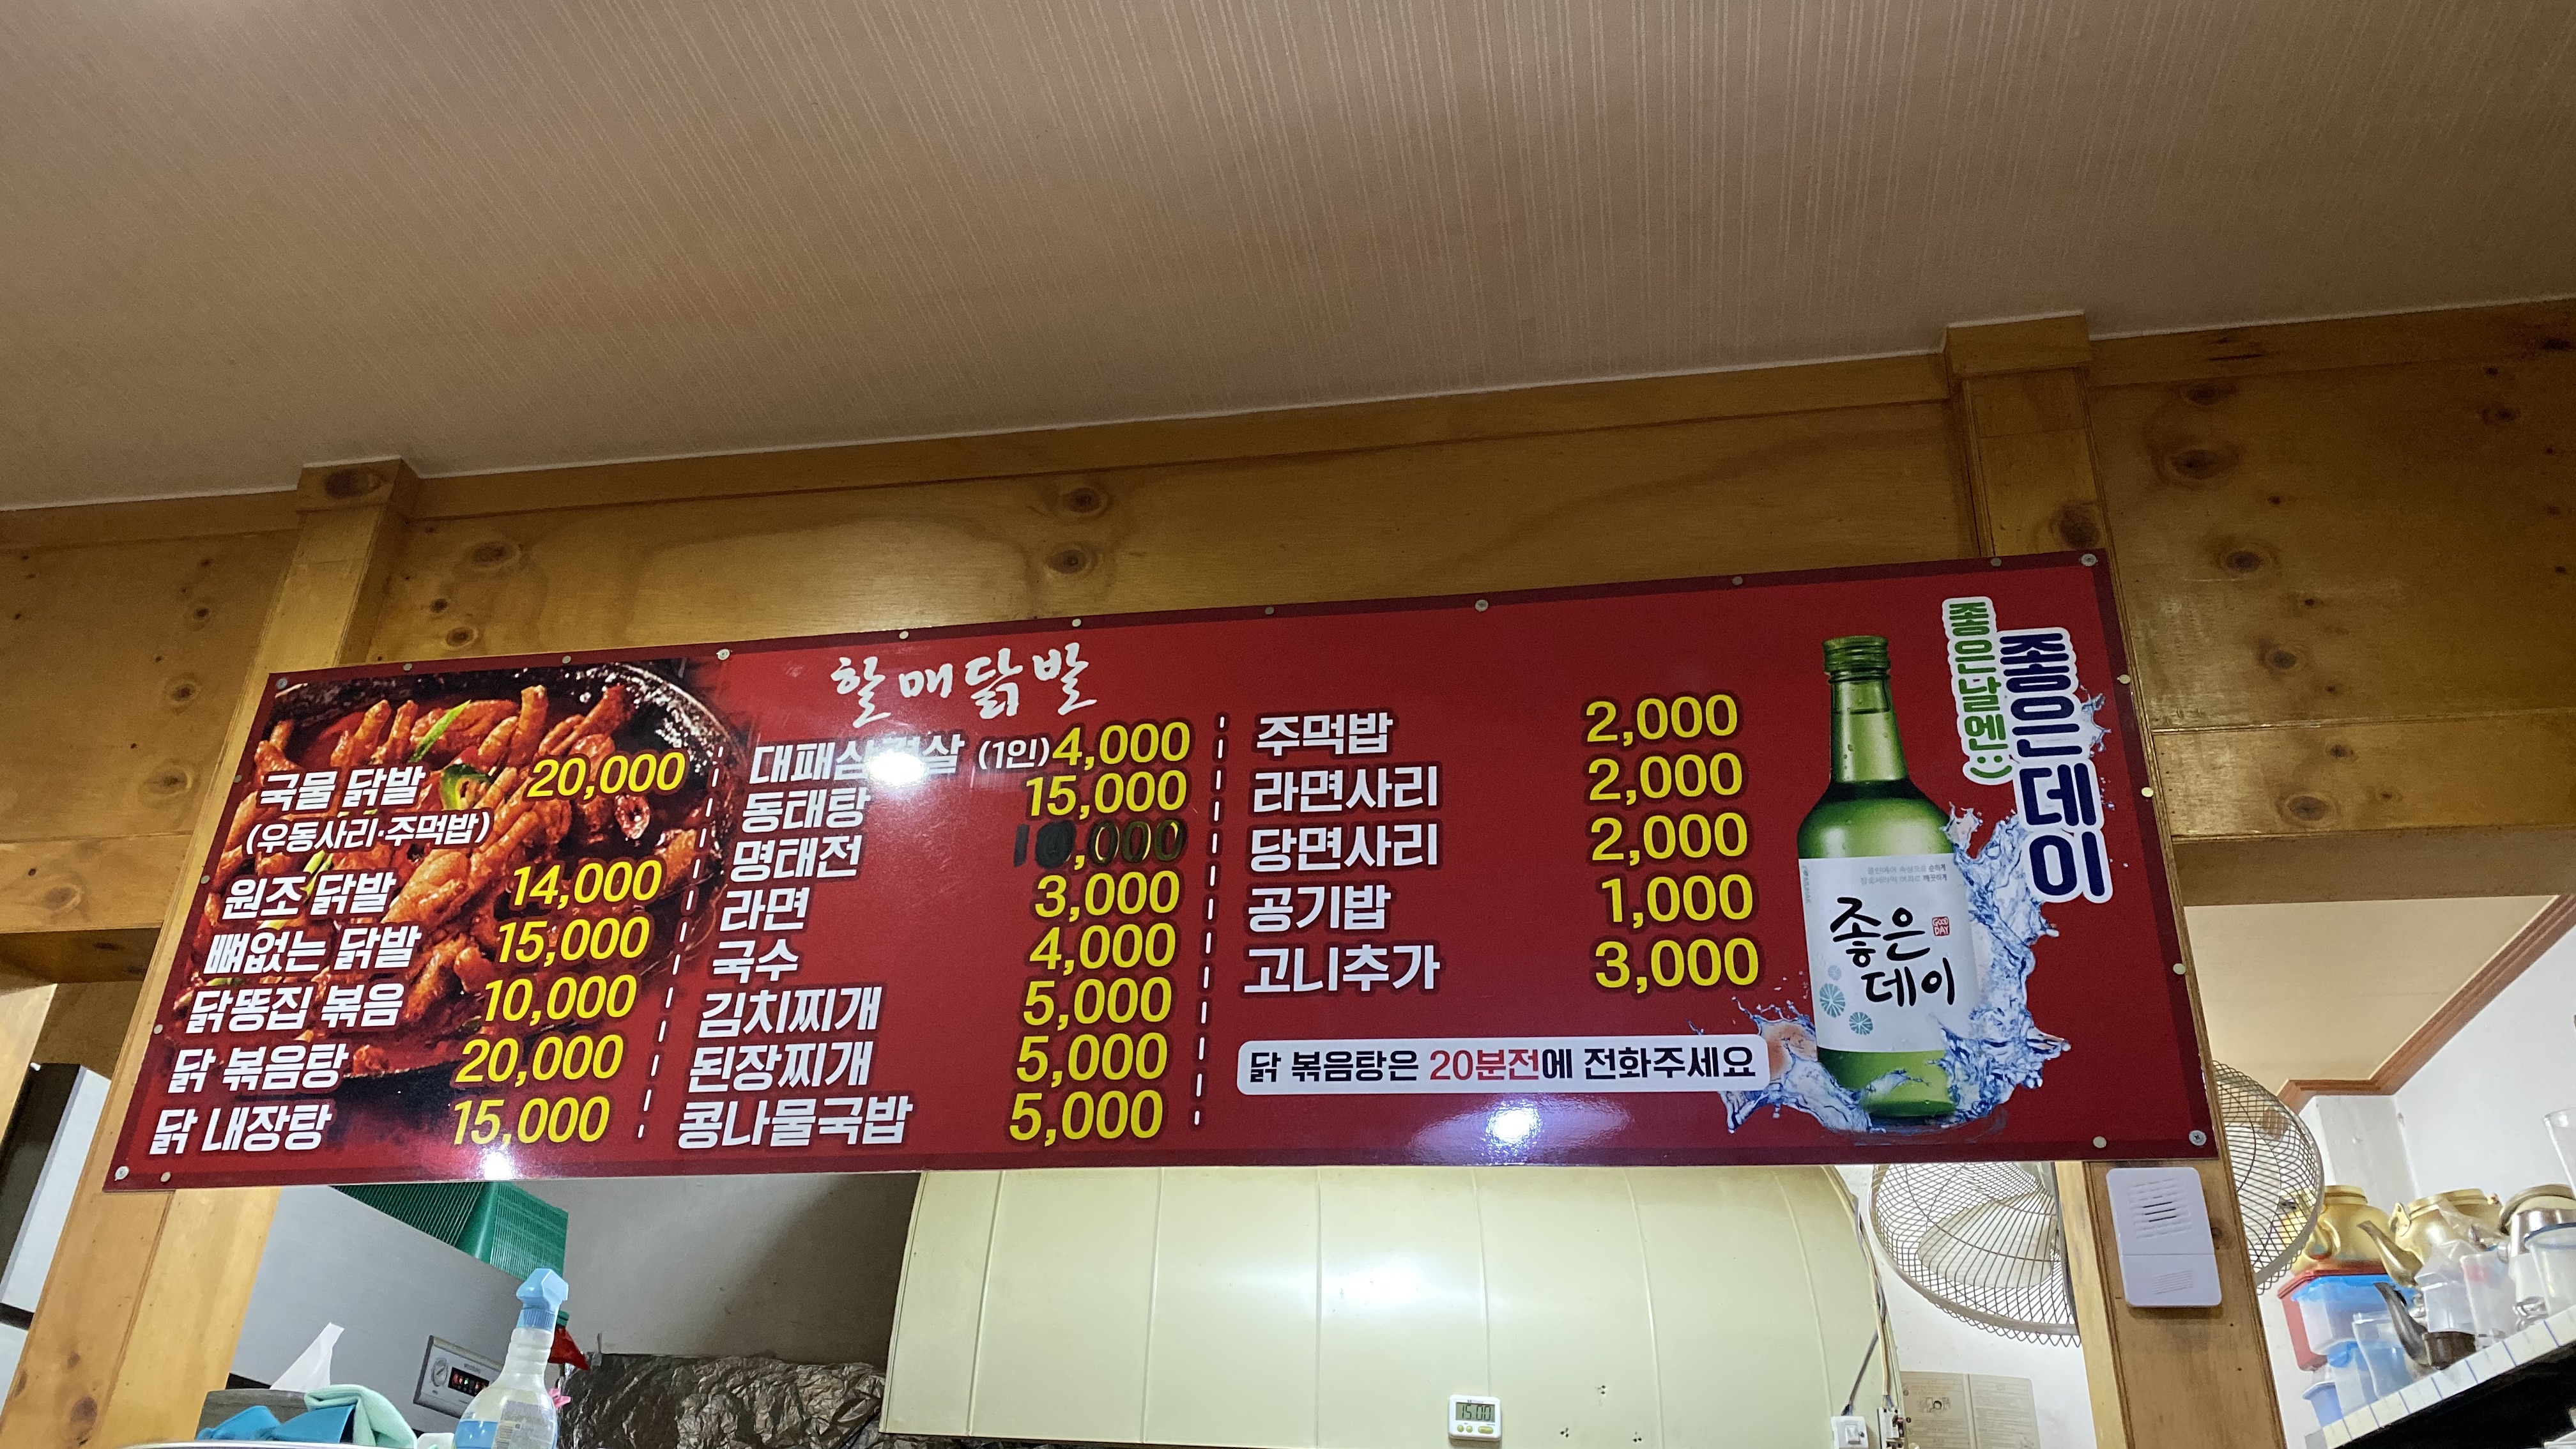 할매닭발
국물 닭발 20,000
(우동사리·주먹밥)
원조 닭발 14,000
뼈없는 닭발 15,000
닭똥집 볶음 10,000
닭 볶음탕 20,000
닭 내장탕 15,000
대패삼겹살 (1인) 4,000
동태탕 15,000
명태전 10,000
라면 3,000
국수 4,000
김치찌개 5,000
된장찌개 5,000
콩나물국밥 5,000
주먹밥 2,000
라면사리 2,000
당면사리 2,000
공기밥 1,000
고니추가 3,000
닭 볶음탕은 20분전에 전화주세요
좋은날엔:)
좋은데이
좋은
데이
GOOD
DAY
15:00